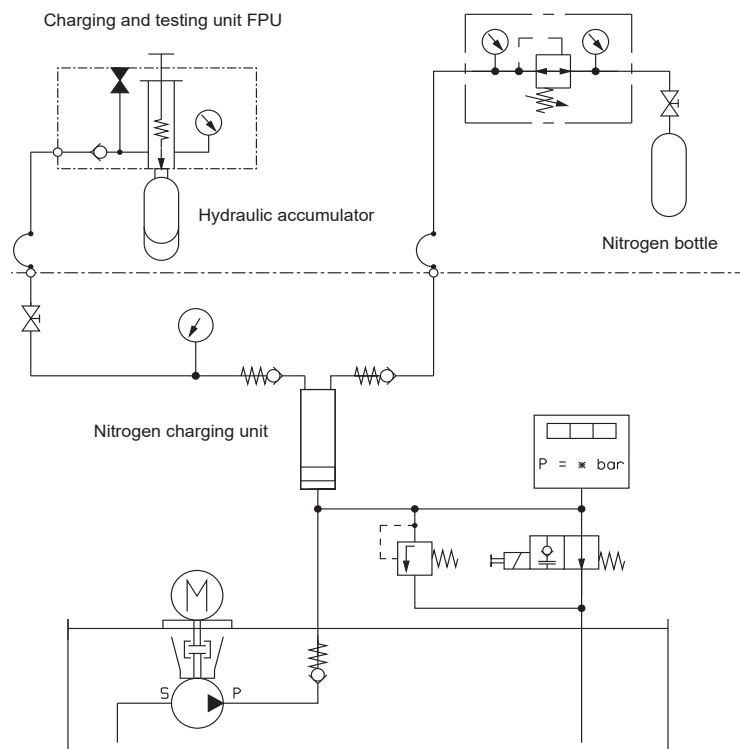 Charging and testing unit FPU
Hydraulic accumulator
Nitrogen bottle
Nitrogen charging unit
P = * bar
M
S P